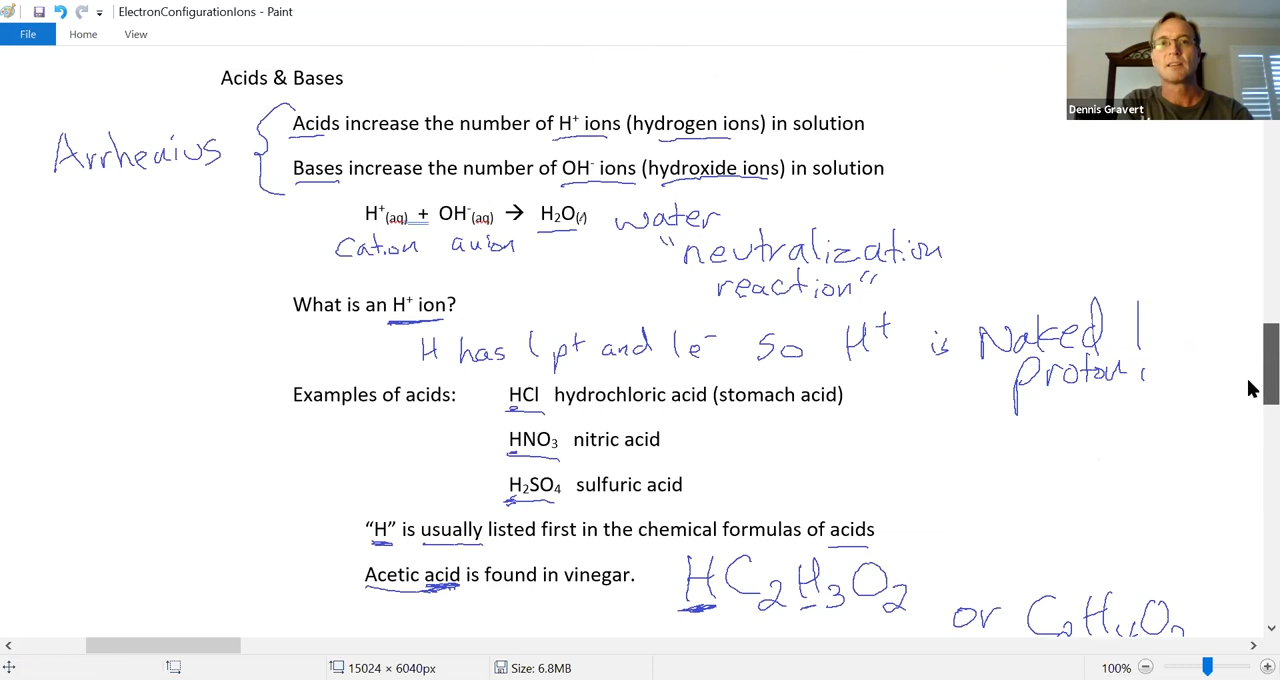 ElectronConfigurationIons - Paint
File Home View
Dennis Gravert
Acids & Bases
Arrhenius
Acids increase the number of H⁺ ions (hydrogen ions) in solution
Bases increase the number of OH⁻ ions (hydroxide ions) in solution
H⁺(aq) + OH⁻(aq) → H₂O(l) water
cation anion "neutralization
reaction"
What is an H⁺ ion?
H has 1 p⁺ and 1 e⁻ so H⁺ is Naked
proton!
Examples of acids: HCl hydrochloric acid (stomach acid)
HNO₃ nitric acid
H₂SO₄ sulfuric acid
"H" is usually listed first in the chemical formulas of acids
Acetic acid is found in vinegar. HC₂H₃O₂
or C₂H₄O₂
15024 × 6040px Size: 6.8MB 100%